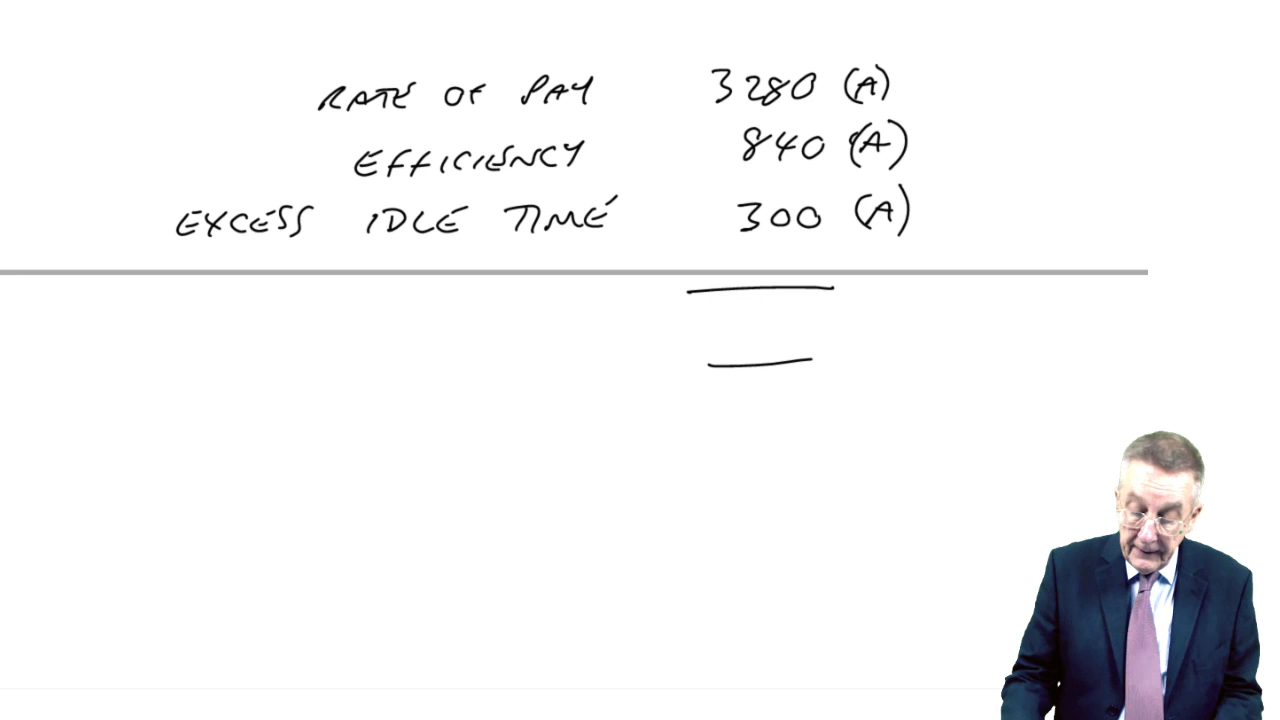 RATE OF PAY 3280 (A)
EFFICIENCY 840 (A)
EXCESS IDLE TIME 300 (A)